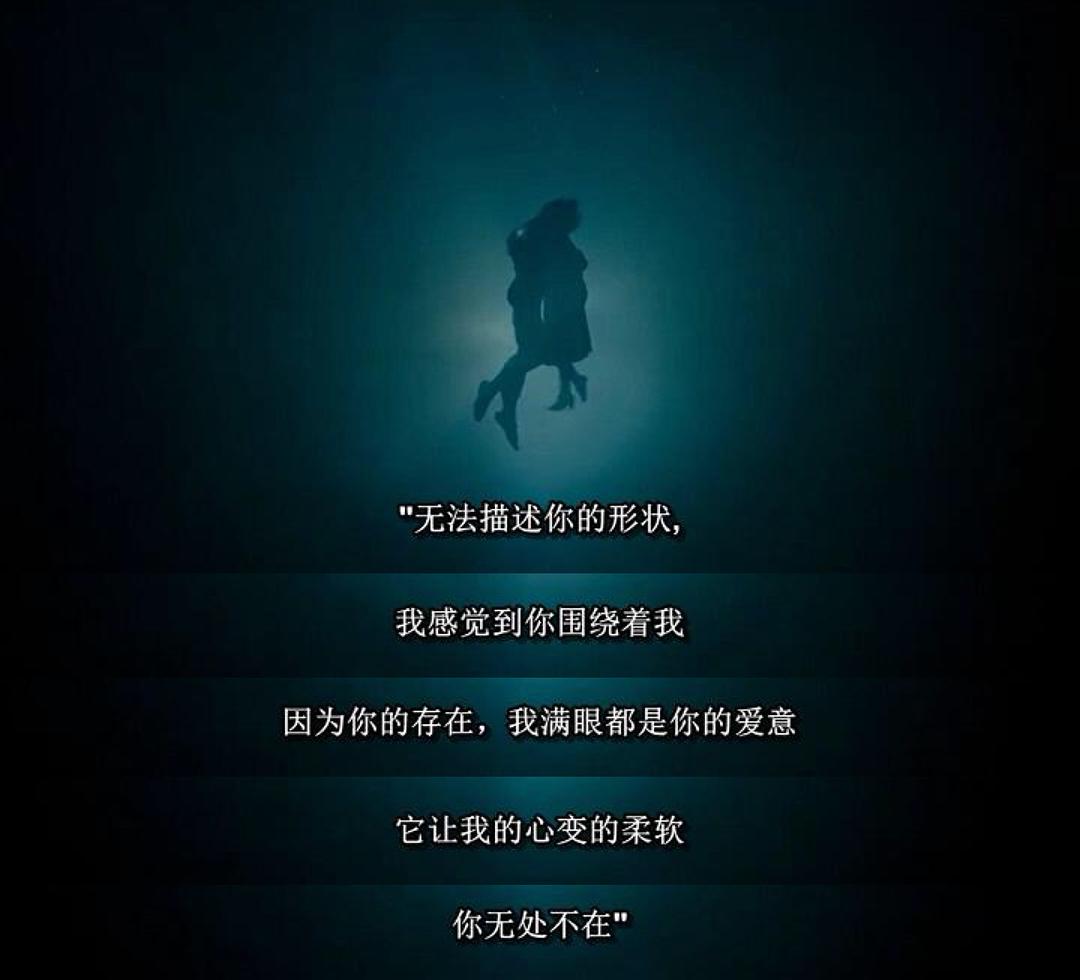 "无法描述你的形状,
我感觉到你围绕着我
因为你的存在，我满眼都是你的爱意
它让我的心变的柔软
你无处不在"